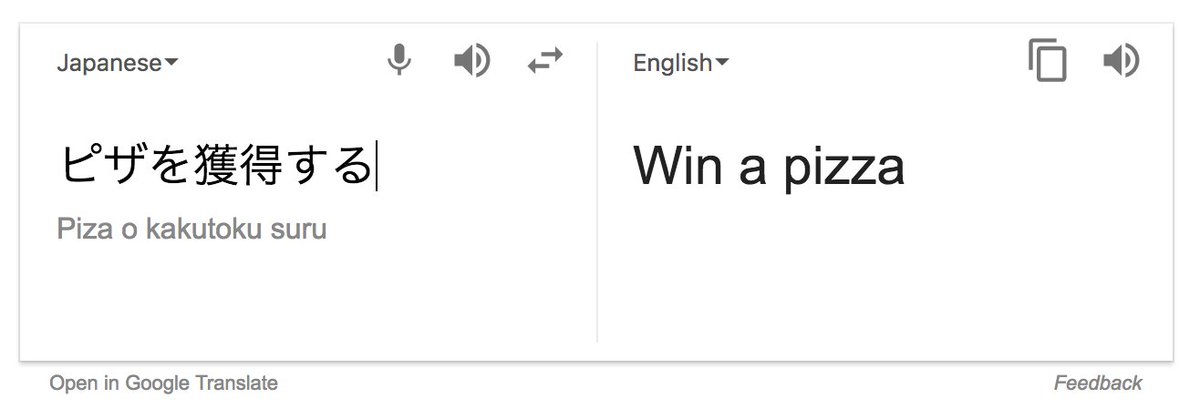 Japanese
English
ピザを獲得する
Piza o kakutoku suru
Win a pizza
Open in Google Translate
Feedback